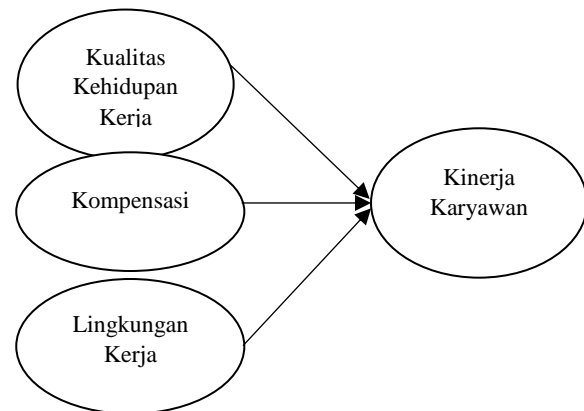 Kualitas
Kehidupan
Kerja
Kompensasi
Kinerja
Karyawan
Lingkungan
Kerja